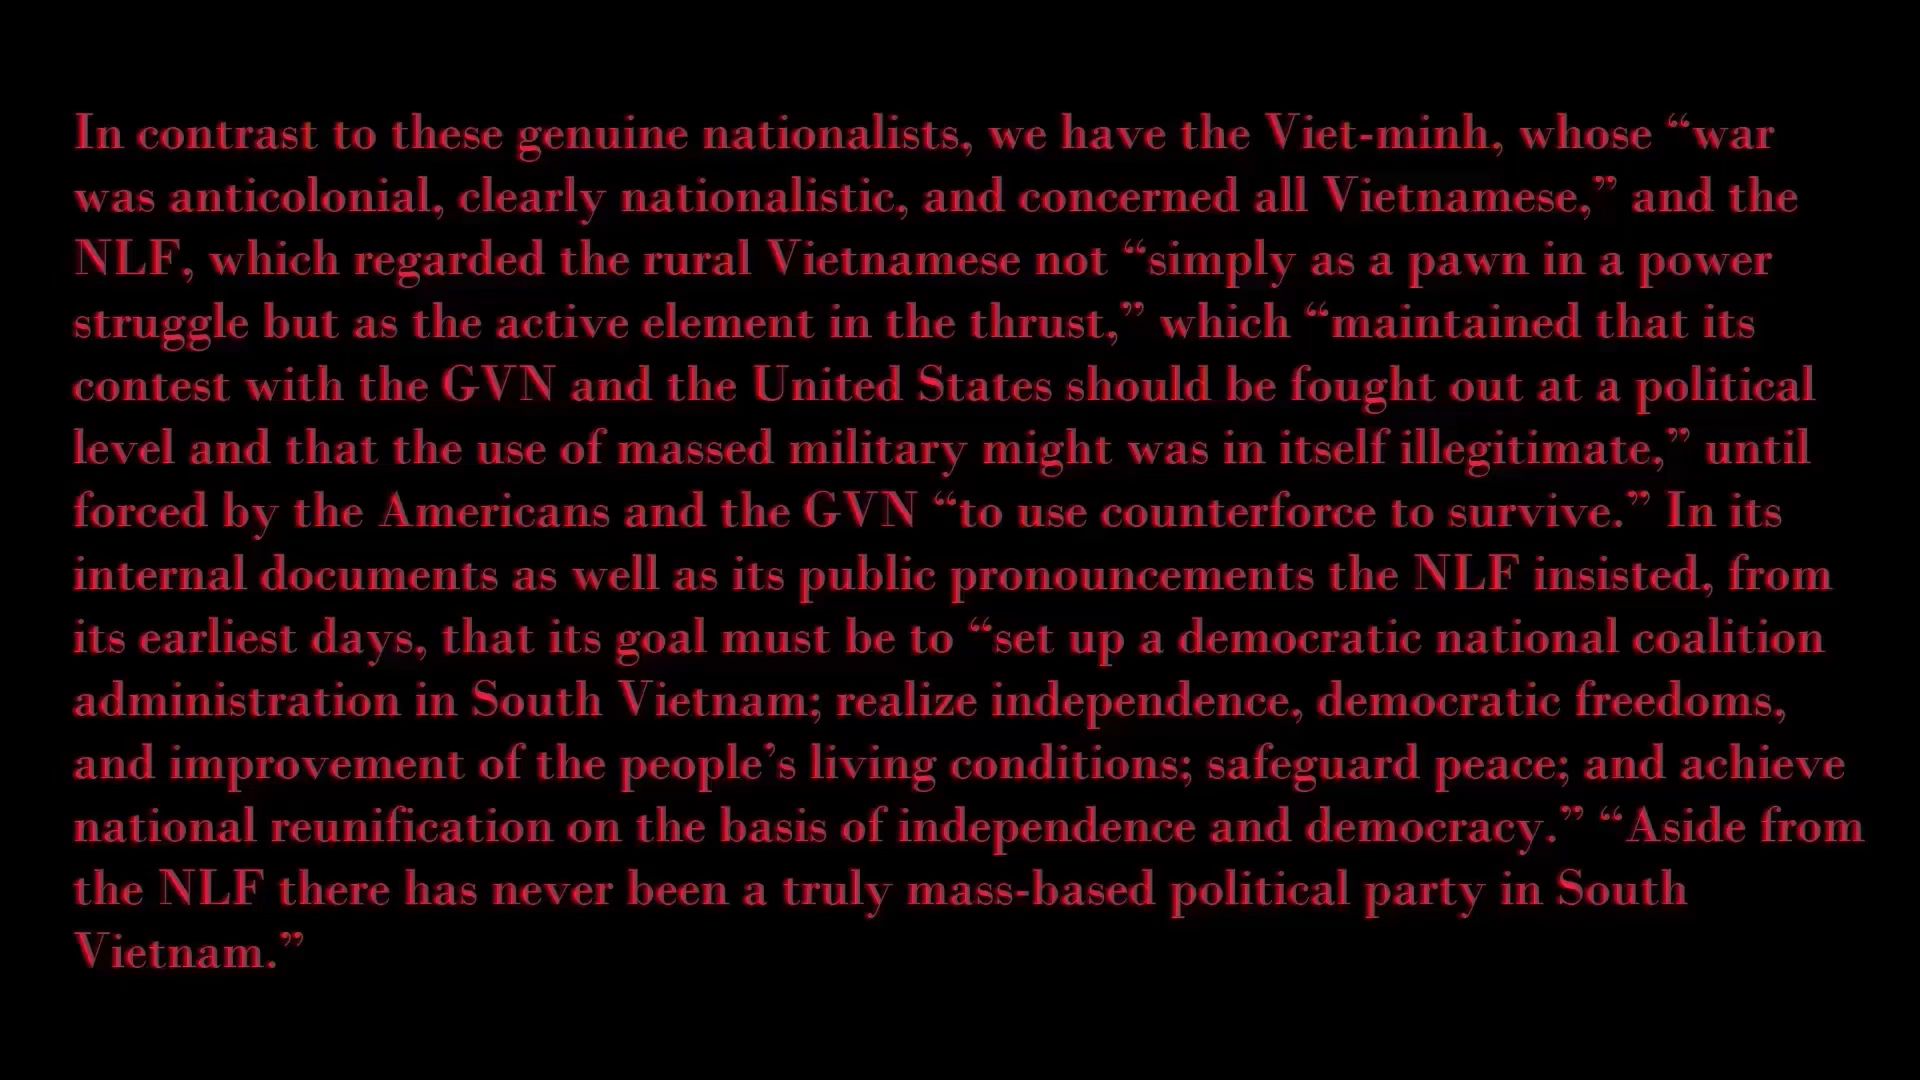 In contrast to these genuine nationalists, we have the Viet-minh, whose “war
was anticolonial, clearly nationalistic, and concerned all Vietnamese,” and the
NLF, which regarded the rural Vietnamese not “simply as a pawn in a power
struggle but as the active element in the thrust,” which “maintained that its
contest with the GVN and the United States should be fought out at a political
level and that the use of massed military might was in itself illegitimate,” until
forced by the Americans and the GVN “to use counterforce to survive.” In its
internal documents as well as its public pronouncements the NLF insisted, from
its earliest days, that its goal must be to “set up a democratic national coalition
administration in South Vietnam; realize independence, democratic freedoms,
and improvement of the people’s living conditions; safeguard peace; and achieve
national reunification on the basis of independence and democracy.” “Aside from
the NLF there has never been a truly mass-based political party in South
Vietnam.”